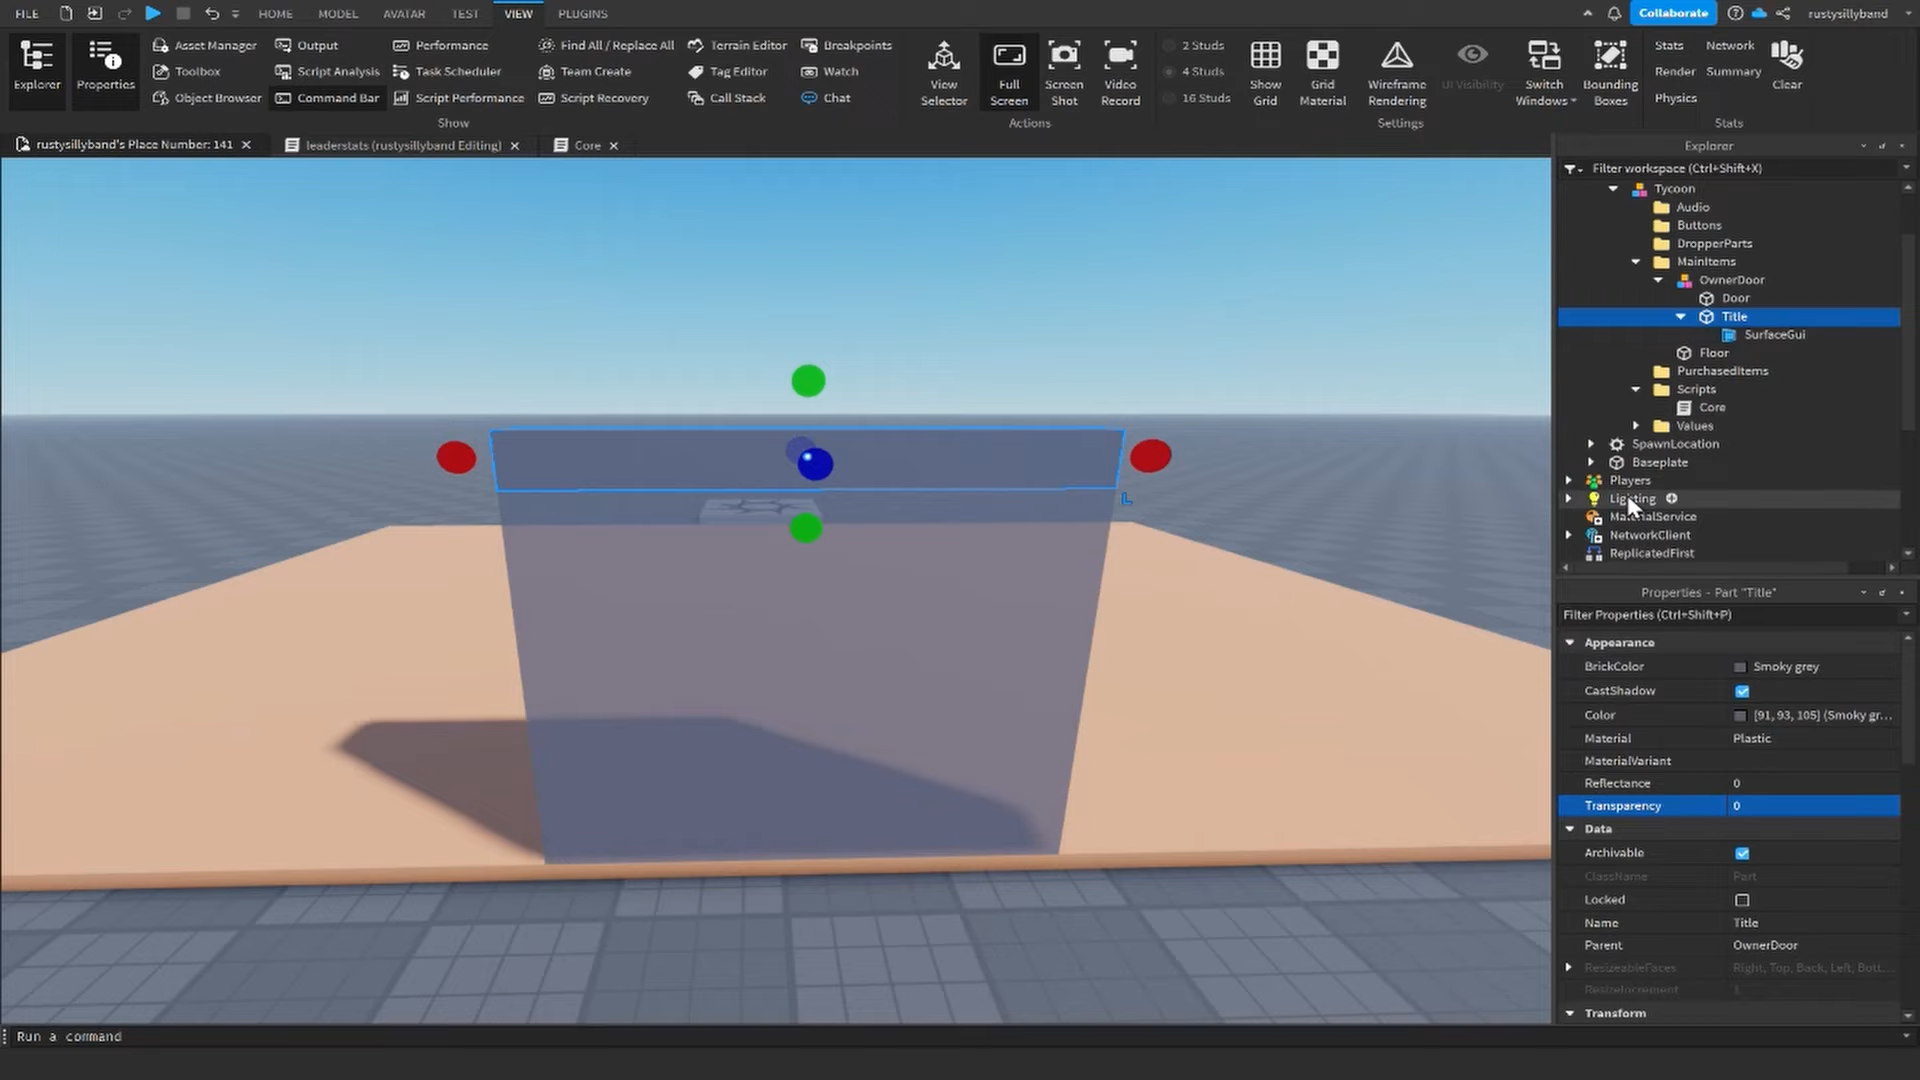 FILE HOME MODEL AVATAR TEST VIEW PLUGINS Collaborate rustysillyband
Explorer
Properties
Asset Manager
Toolbox
Object Browser
Output
Script Analysis
Command Bar
Performance
Task Scheduler
Script Performance
Find All / Replace All
Team Create
Script Recovery
Terrain Editor
Tag Editor
Call Stack
Breakpoints
Watch
Chat
Show
View
Selector
Full
Screen
Screen
Shot
Video
Record
Actions
2 Studs
4 Studs
16 Studs
Show
Grid
Grid
Material
Wireframe
Rendering
UI Visibility
Switch
Windows
Bounding
Boxes
Settings
Stats
Network
Render
Summary
Physics
Clear
Stats
rustysillyband's Place Number: 141
leaderstats (rustysillyband Editing)
Core
L
Explorer
Filter workspace (Ctrl+Shift+X)
Tycoon
Audio
Buttons
DropperParts
MainItems
OwnerDoor
Door
Title
SurfaceGui
Floor
PurchasedItems
Scripts
Core
Values
SpawnLocation
Baseplate
Players
Lighting
MaterialService
NetworkClient
ReplicatedFirst
Properties - Part "Title"
Filter Properties (Ctrl+Shift+P)
Appearance
BrickColor Smoky grey
CastShadow
Color [91, 93, 105] (Smoky gr...
Material Plastic
MaterialVariant
Reflectance 0
Transparency 0
Data
Archivable
ClassName Part
Locked
Name Title
Parent OwnerDoor
ResizeableFaces Right, Top, Back, Left, Bott...
ResizeIncrement 1
Transform
Run a command